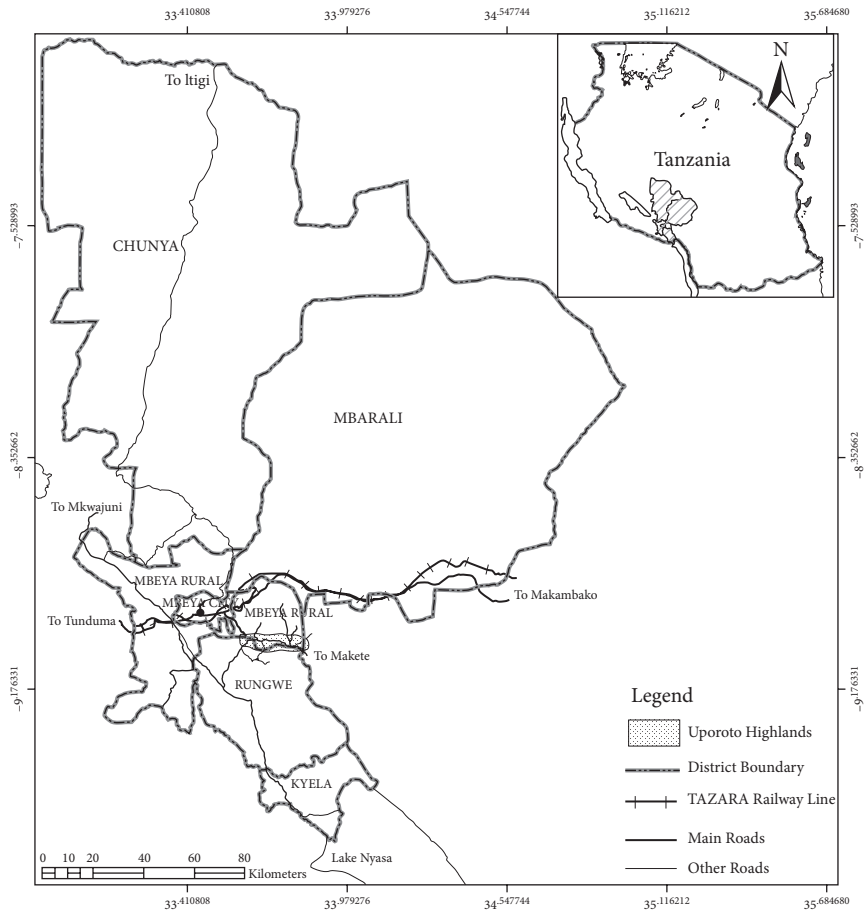 33.410808 33.979276 34.547744 35.116212 35.684680
To ltigi
N
Tanzania
-7.528993 -7.528993
CHUNYA
MBARALI
-8.352662 -8.352662
To Mkwajuni
MBEYA RURAL
MBEYA CITY
MBEYA RURAL
To Makambako
To Tunduma
To Makete
RUNGWE
-9.176331 -9.176331
Legend
Uporoto Highlands
District Boundary
TAZARA Railway Line
Main Roads
Other Roads
KYELA
Lake Nyasa
0 10 20 40 60 80
Kilometers
33.410808 33.979276 34.547744 35.116212 35.684680